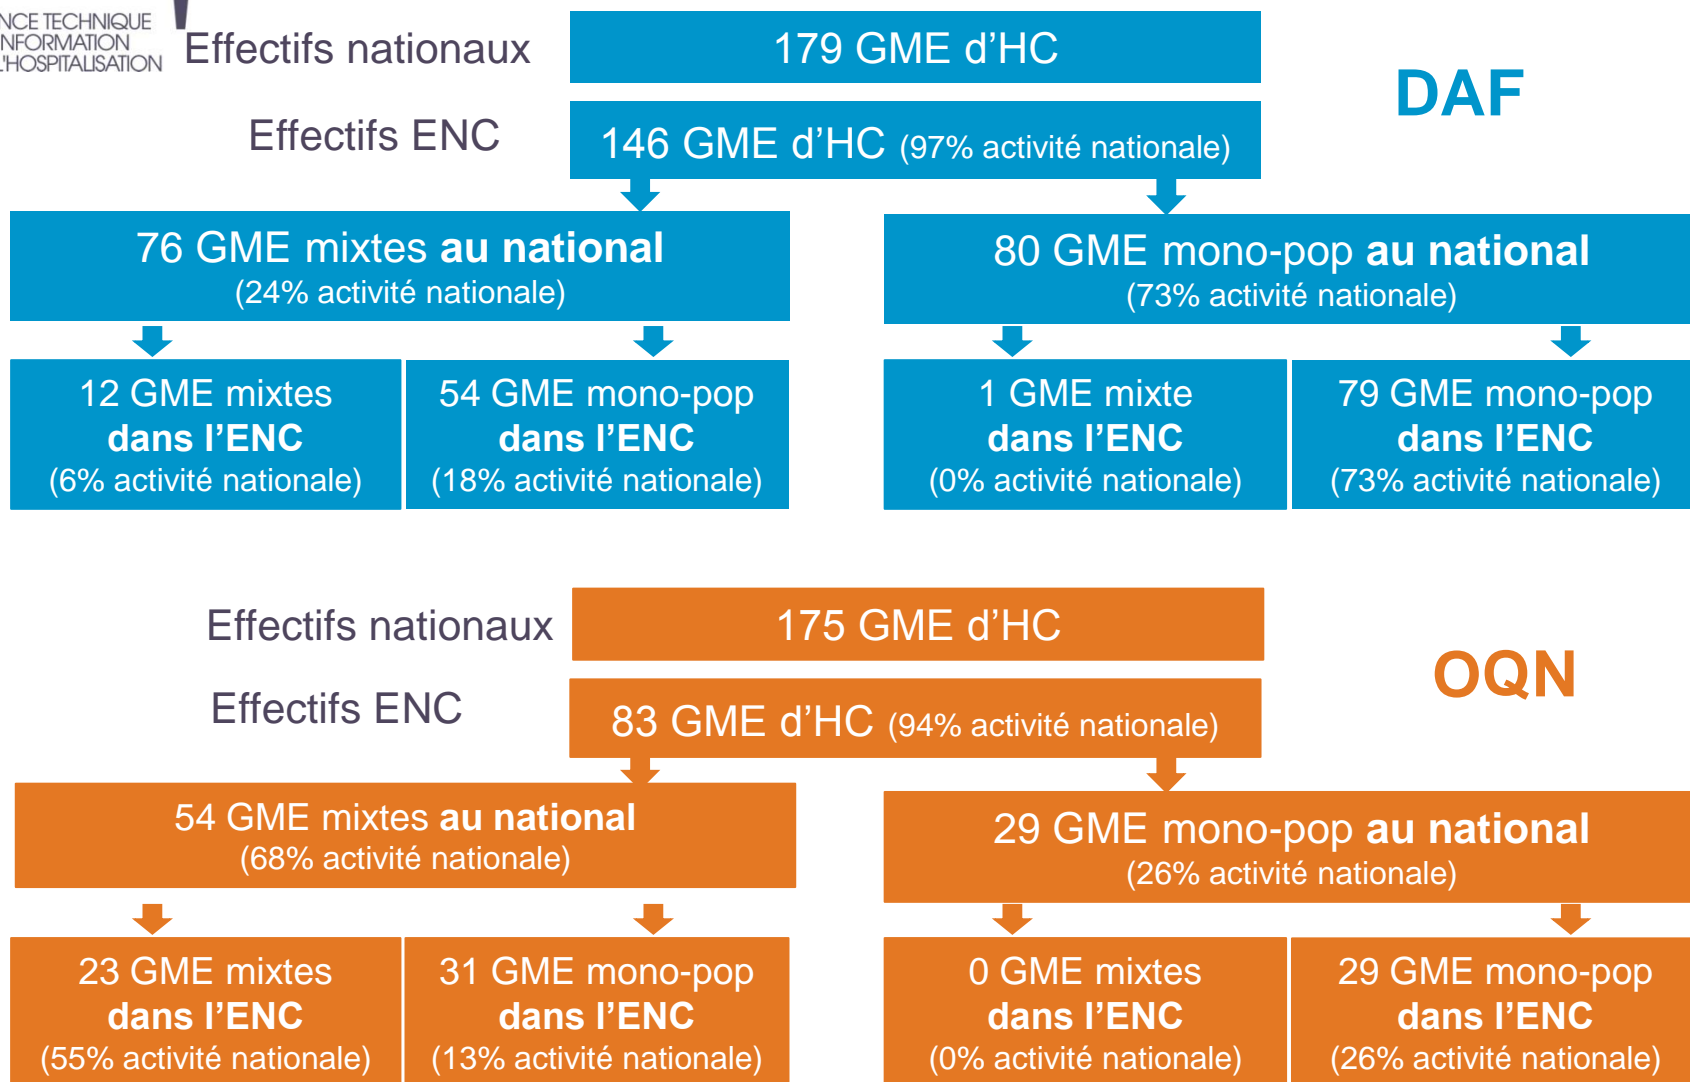 NCE TECHNIQUE
NFORMATION
L'HOSPITALISATION
Effectifs nationaux
179 GME d'HC
DAF
Effectifs ENC
146 GME d'HC (97% activité nationale)
76 GME mixtes au national
(24% activité nationale)
80 GME mono-pop au national
(73% activité nationale)
12 GME mixtes
dans l'ENC
(6% activité nationale)
54 GME mono-pop
dans l'ENC
(18% activité nationale)
1 GME mixte
dans l'ENC
(0% activité nationale)
79 GME mono-pop
dans l'ENC
(73% activité nationale)
Effectifs nationaux
175 GME d'HC
OQN
Effectifs ENC
83 GME d'HC (94% activité nationale)
54 GME mixtes au national
(68% activité nationale)
29 GME mono-pop au national
(26% activité nationale)
23 GME mixtes
dans l'ENC
(55% activité nationale)
31 GME mono-pop
dans l'ENC
(13% activité nationale)
0 GME mixtes
dans l'ENC
(0% activité nationale)
29 GME mono-pop
dans l'ENC
(26% activité nationale)